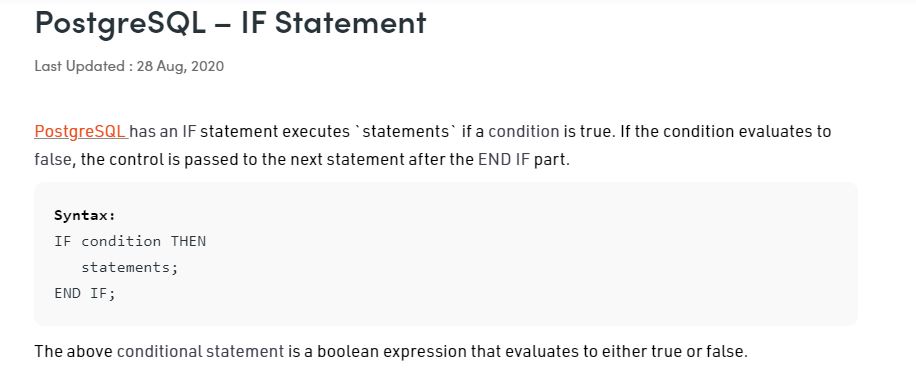 PostgreSQL – IF Statement
Last Updated : 28 Aug, 2020
PostgreSQL has an IF statement executes `statements` if a condition is true. If the condition evaluates to
false, the control is passed to the next statement after the END IF part.
Syntax:
IF condition THEN
   statements;
END IF;
The above conditional statement is a boolean expression that evaluates to either true or false.